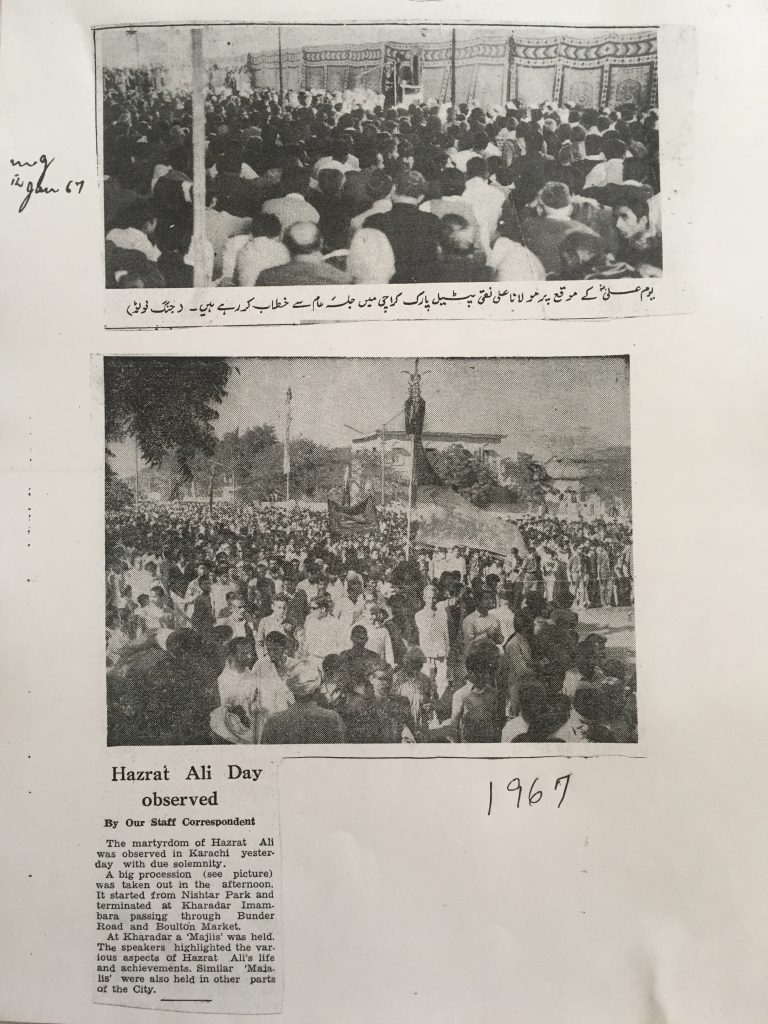 Jan 67
یوم علیؓ کے موقع پر مولانا علی نقی پٹیل پارک کراچی میں جلسۂ عام سے خطاب کر رہے ہیں۔ (جنگ فوٹو)
1967
Hazrat Ali Day
observed
By Our Staff Correspondent
The martyrdom of Hazrat Ali
was observed in Karachi yester-
day with due solemnity.
A big procession (see picture)
was taken out in the afternoon.
It started from Nishtar Park and
terminated at Kharadar Imam-
bara passing through Bunder
Road and Boulton Market.
At Kharadar a 'Majlis' was held.
The speakers highlighted the var-
ious aspects of Hazrat Ali's life
and achievements. Similar 'Maja-
lis' were also held in other parts
of the City.